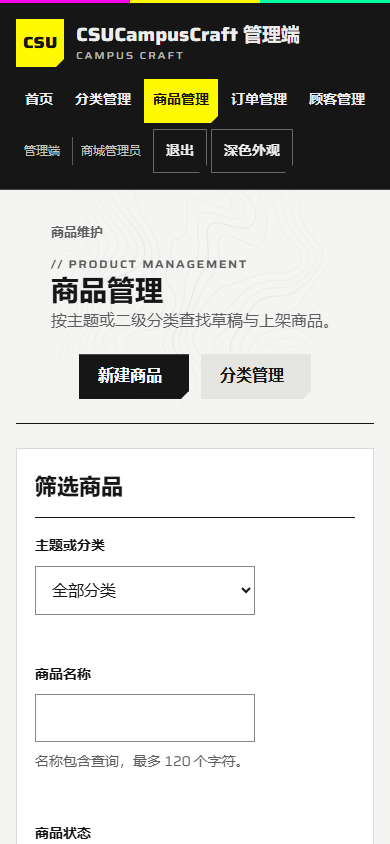 CSU
CSUCampusCraft 管理端
CAMPUS CRAFT
首页 分类管理 商品管理 订单管理 顾客管理
管理端 商城管理员 退出 深色外观
商品维护
// PRODUCT MANAGEMENT
商品管理
按主题或二级分类查找草稿与上架商品。
新建商品 分类管理
筛选商品
主题或分类
全部分类
商品名称
名称包含查询，最多 120 个字符。
商品状态